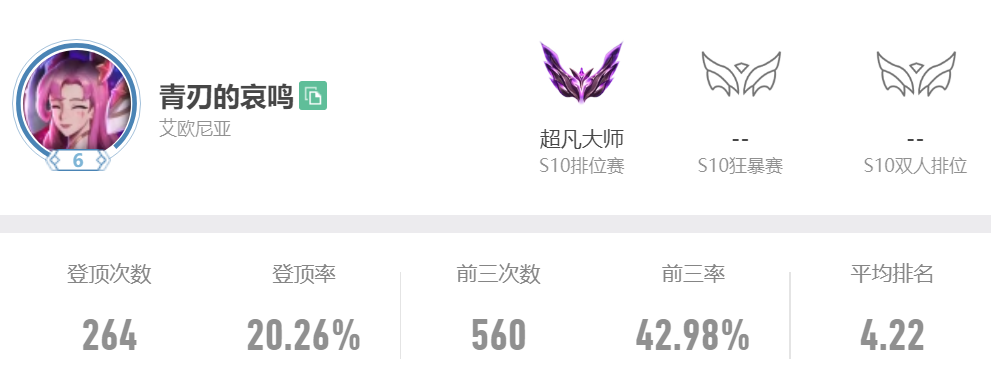 青刃的哀鸣
艾欧尼亚
6
超凡大师
S10排位赛
--
S10狂暴赛
--
S10双人排位
登顶次数
264
登顶率
20.26%
前三次数
560
前三率
42.98%
平均排名
4.22